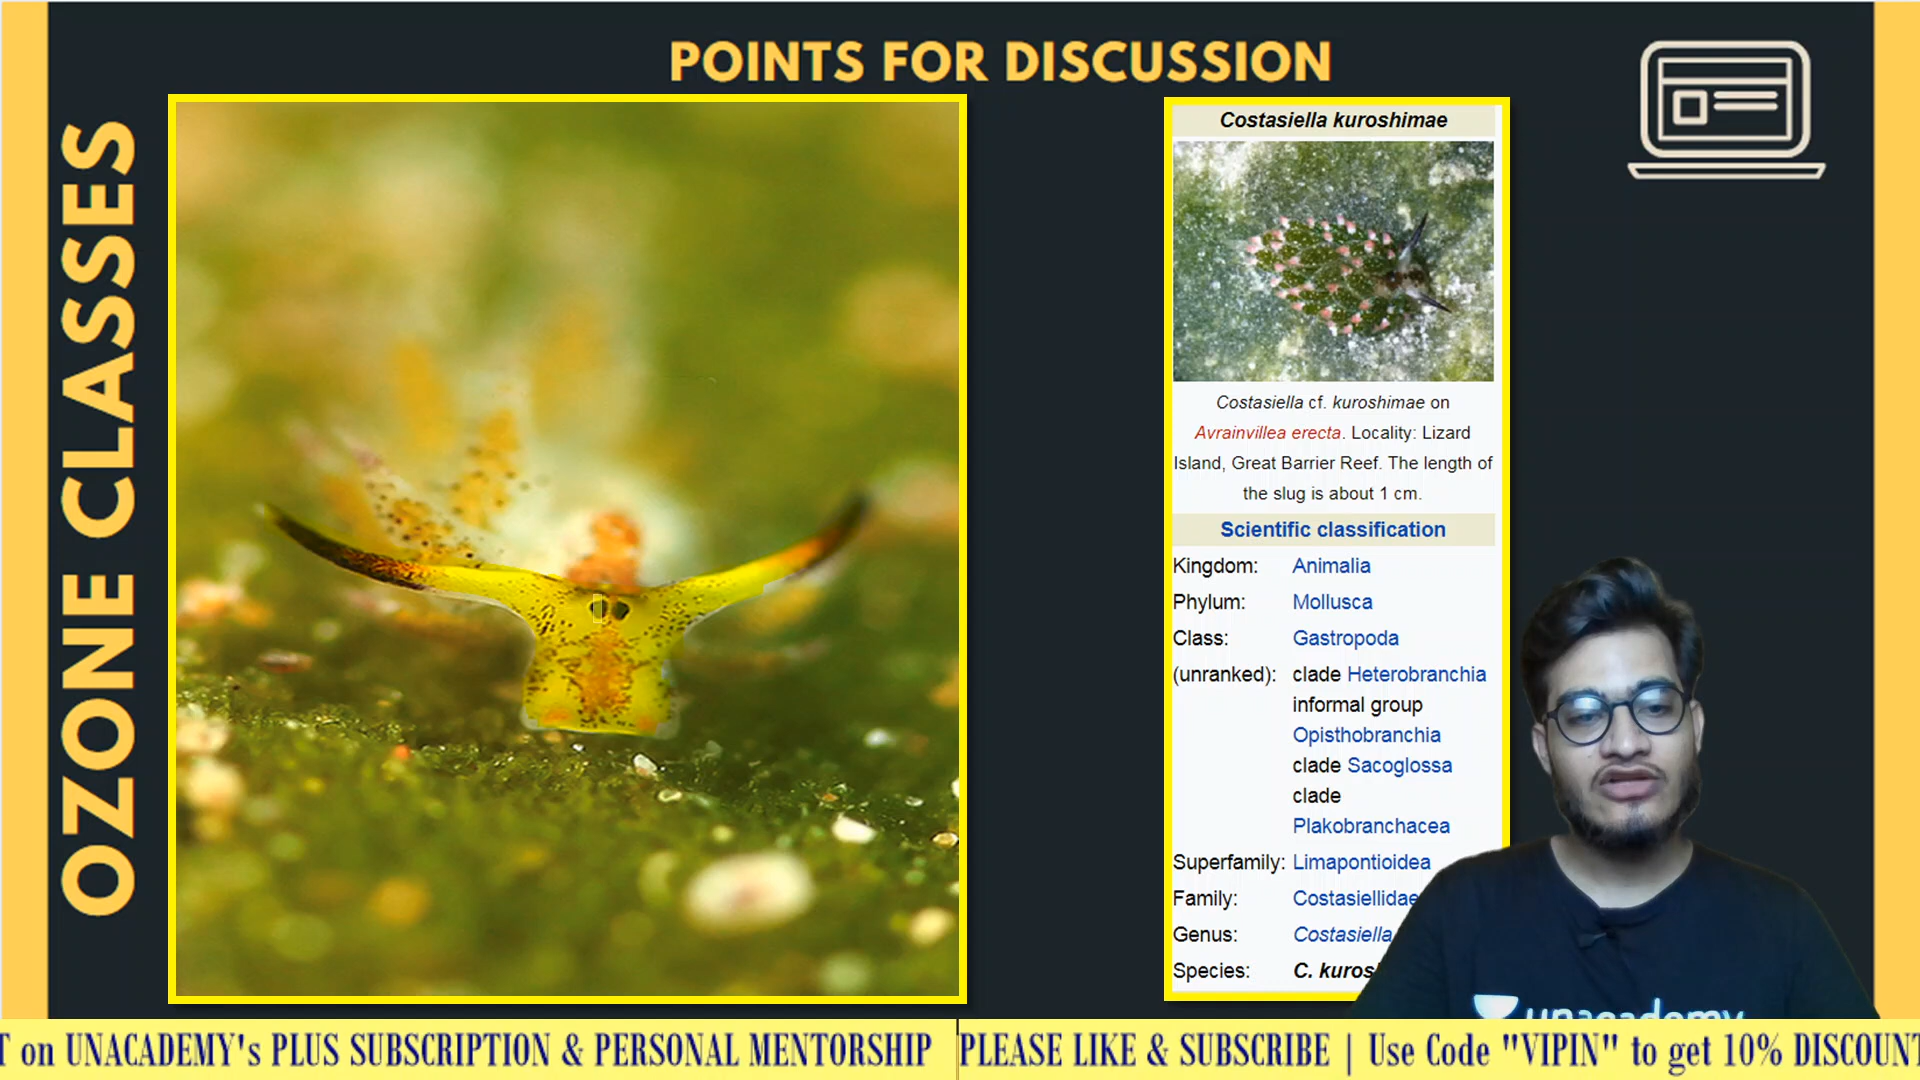 POINTS FOR DISCUSSION
OZONE CLASSES
Costasiella kuroshimae
Costasiella cf. kuroshimae on
Avrainvillea erecta. Locality: Lizard
Island, Great Barrier Reef. The length of
the slug is about 1 cm.
Scientific classification
Kingdom: Animalia
Phylum: Mollusca
Class: Gastropoda
(unranked): clade Heterobranchia
informal group
Opisthobranchia
clade Sacoglossa
clade
Plakobranchacea
Superfamily: Limapontioidea
Family: Costasiellidae
Genus: Costasiella
Species: C. kuros
unacademy
T on UNACADEMY's PLUS SUBSCRIPTION & PERSONAL MENTORSHIP
PLEASE LIKE & SUBSCRIBE | Use Code "VIPIN" to get 10% DISCOUNT